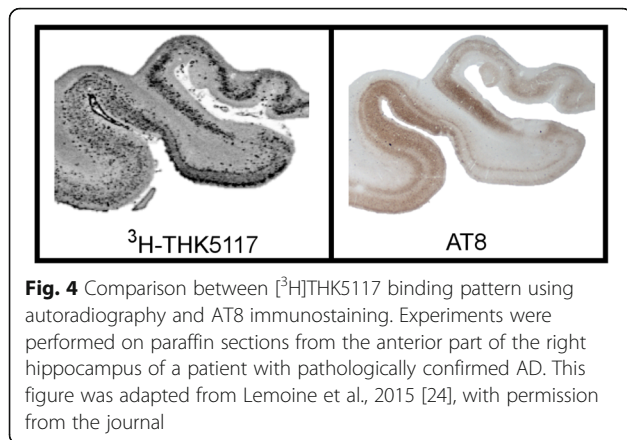 ³H-THK5117
AT8
Fig. 4 Comparison between [³H]THK5117 binding pattern using
autoradiography and AT8 immunostaining. Experiments were
performed on paraffin sections from the anterior part of the right
hippocampus of a patient with pathologically confirmed AD. This
figure was adapted from Lemoine et al., 2015 [24], with permission
from the journal